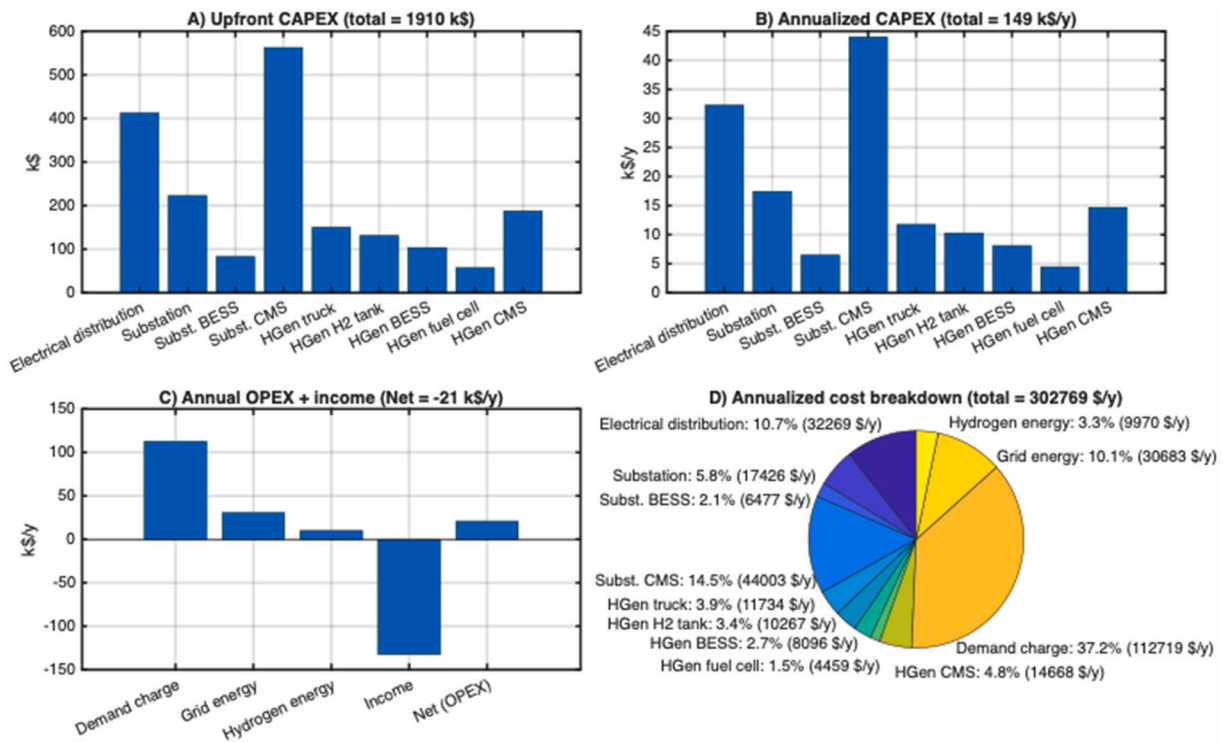 A) Upfront CAPEX (total = 1910 k$)
600
500
400
300
200
100
0
k$
Electrical distribution
Substation
Subst. BESS
Subst. CMS
HGen truck
HGen H2 tank
HGen BESS
HGen fuel cell
HGen CMS
B) Annualized CAPEX (total = 149 k$/y)
45
40
35
30
25
20
15
10
5
0
k$/y
Electrical distribution
Substation
Subst. BESS
Subst. CMS
HGen truck
HGen H2 tank
HGen BESS
HGen fuel cell
HGen CMS
C) Annual OPEX + income (Net = -21 k$/y)
150
100
50
0
-50
-100
-150
k$/y
Demand charge
Grid energy
Hydrogen energy
Income
Net (OPEX)
D) Annualized cost breakdown (total = 302769 $/y)
Electrical distribution: 10.7% (32269 $/y)
Hydrogen energy: 3.3% (9970 $/y)
Grid energy: 10.1% (30683 $/y)
Substation: 5.8% (17426 $/y)
Subst. BESS: 2.1% (6477 $/y)
Subst. CMS: 14.5% (44003 $/y)
HGen truck: 3.9% (11734 $/y)
HGen H2 tank: 3.4% (10267 $/y)
HGen BESS: 2.7% (8096 $/y)
Demand charge: 37.2% (112719 $/y)
HGen fuel cell: 1.5% (4459 $/y)
HGen CMS: 4.8% (14668 $/y)